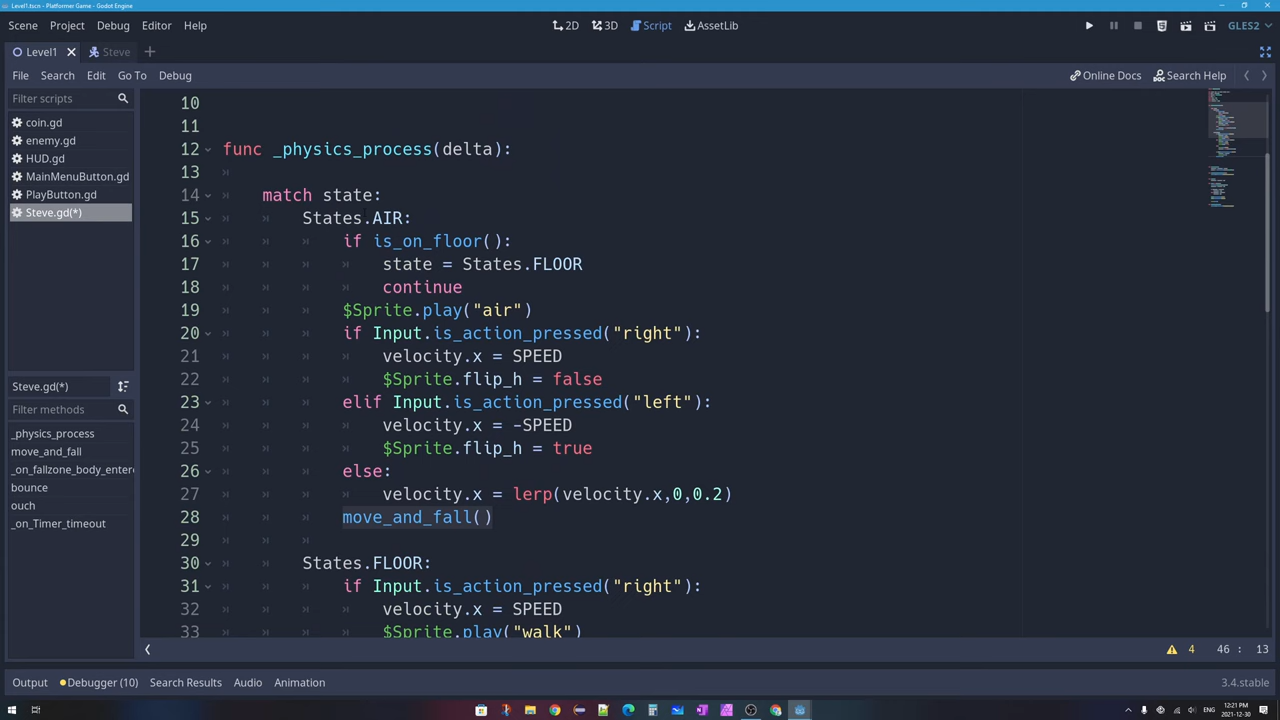 Level1.tscn - Platformer Game - Godot Engine
Scene Project Debug Editor Help 2D 3D Script AssetLib GLES2
Level1 Steve
File Search Edit Go To Debug Online Docs Search Help
Filter scripts
coin.gd
enemy.gd
HUD.gd
MainMenuButton.gd
PlayButton.gd
Steve.gd(*)
Steve.gd(*)
Filter methods
_physics_process
move_and_fall
_on_fallzone_body_entere
bounce
ouch
_on_Timer_timeout
10
11
12 func _physics_process(delta):
13
14 match state:
15 States.AIR:
16 if is_on_floor():
17 state = States.FLOOR
18 continue
19 $Sprite.play("air")
20 if Input.is_action_pressed("right"):
21 velocity.x = SPEED
22 $Sprite.flip_h = false
23 elif Input.is_action_pressed("left"):
24 velocity.x = -SPEED
25 $Sprite.flip_h = true
26 else:
27 velocity.x = lerp(velocity.x,0,0.2)
28 move_and_fall()
29
30 States.FLOOR:
31 if Input.is_action_pressed("right"):
32 velocity.x = SPEED
33 $Sprite.play("walk")
4 46 : 13
Output Debugger (10) Search Results Audio Animation 3.4.stable
12:21 PM
2021-12-30